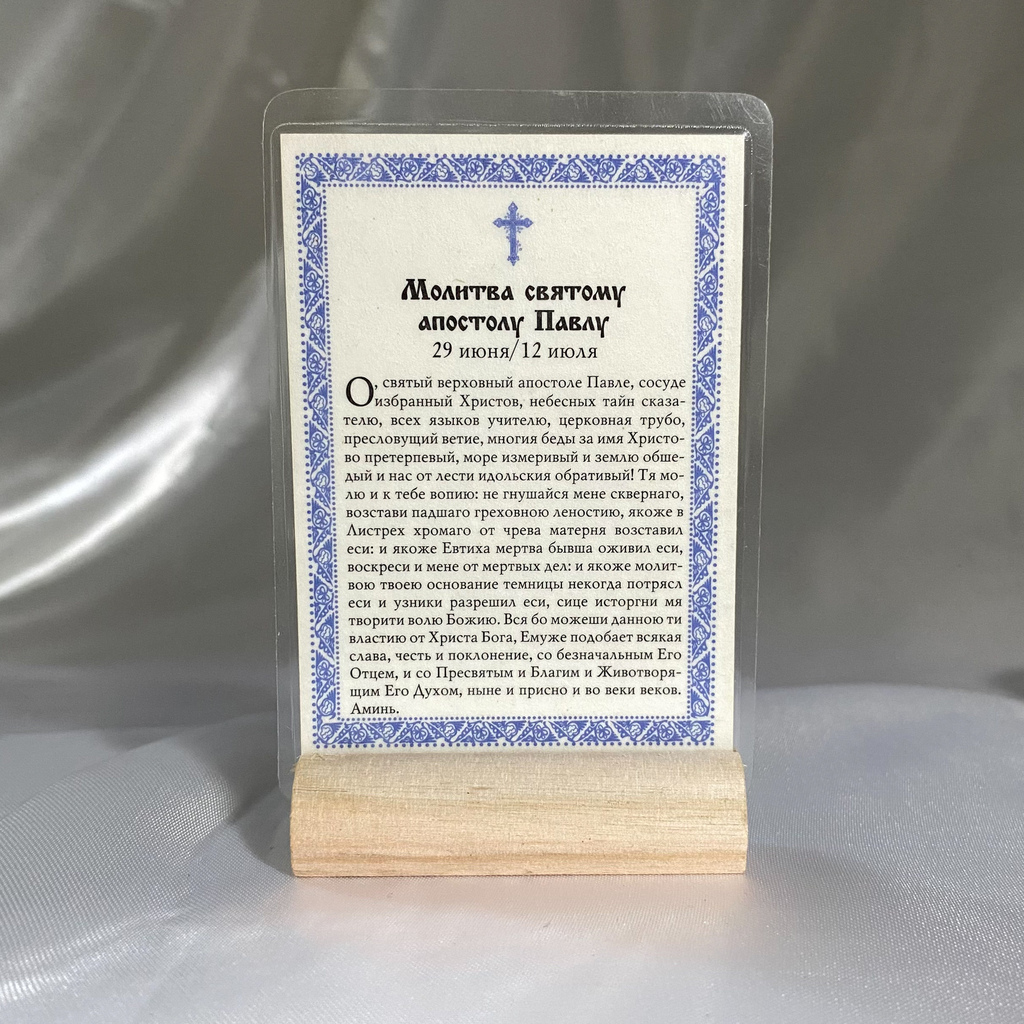 Молитва святому
апостолу Павлу
29 июня/12 июля
О, святый верховный апостоле Павле, сосуде
избранный Христов, небесных тайн сказа-
телю, всех языков учителю, церковная трубо,
пресловущий ветие, многия беды за имя Христо-
во претерпевый, море измеривый и землю обше-
дый и нас от лести идольския обративый! Тя мо-
лю и к тебе вопию: не гнушайся мене сквернаго,
возстави падшаго греховною леностию, якоже в
Листрех хромаго от чрева матерня возставил
еси: и якоже Евтиха мертва бывша оживил еси,
воскреси и мене от мертвых дел: и якоже молит-
вою твоею основание темницы некогда потрясл
еси и узники разрешил еси, сице исторгни мя
творити волю Божию. Вся бо можеши данною ти
властию от Христа Бога, Емуже подобает всякая
слава, честь и поклонение, со безначальным Его
Отцем, и со Пресвятым и Благим и Животворя-
щим Его Духом, ныне и присно и во веки веков.
Аминь.